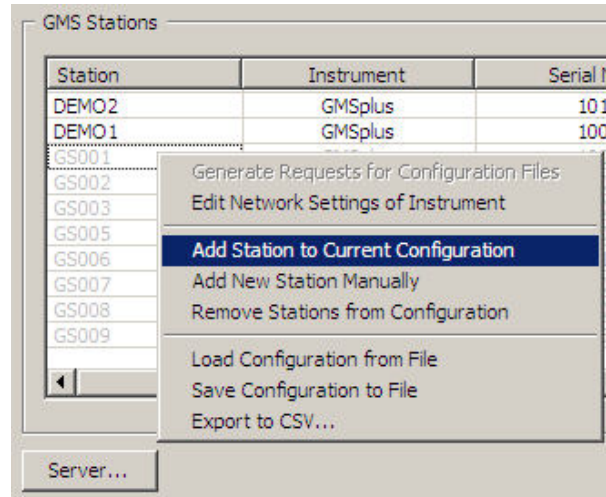 GMS Stations
Station Instrument Serial
DEMO2 GMSplus 101
DEMO1 GMSplus 100
GS001
GS002
GS003
GS005
GS006
GS007
GS008
GS009
Generate Requests for Configuration Files
Edit Network Settings of Instrument
Add Station to Current Configuration
Add New Station Manually
Remove Stations from Configuration
Load Configuration from File
Save Configuration to File
Export to CSV...
Server...